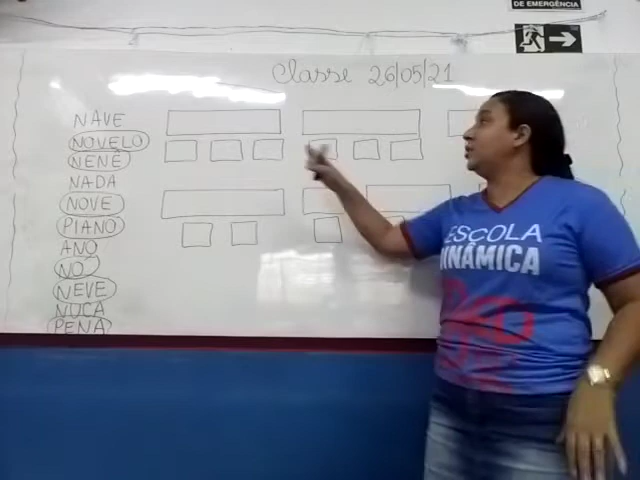 DE EMERGÊNCIA
Classe 26/05/21
NAVE
NOVELO
NENÊ
NADA
NOVE
PIANO
ANO
NO
NEVE
NUCA
PENA
ESCOLA
DINÂMICA